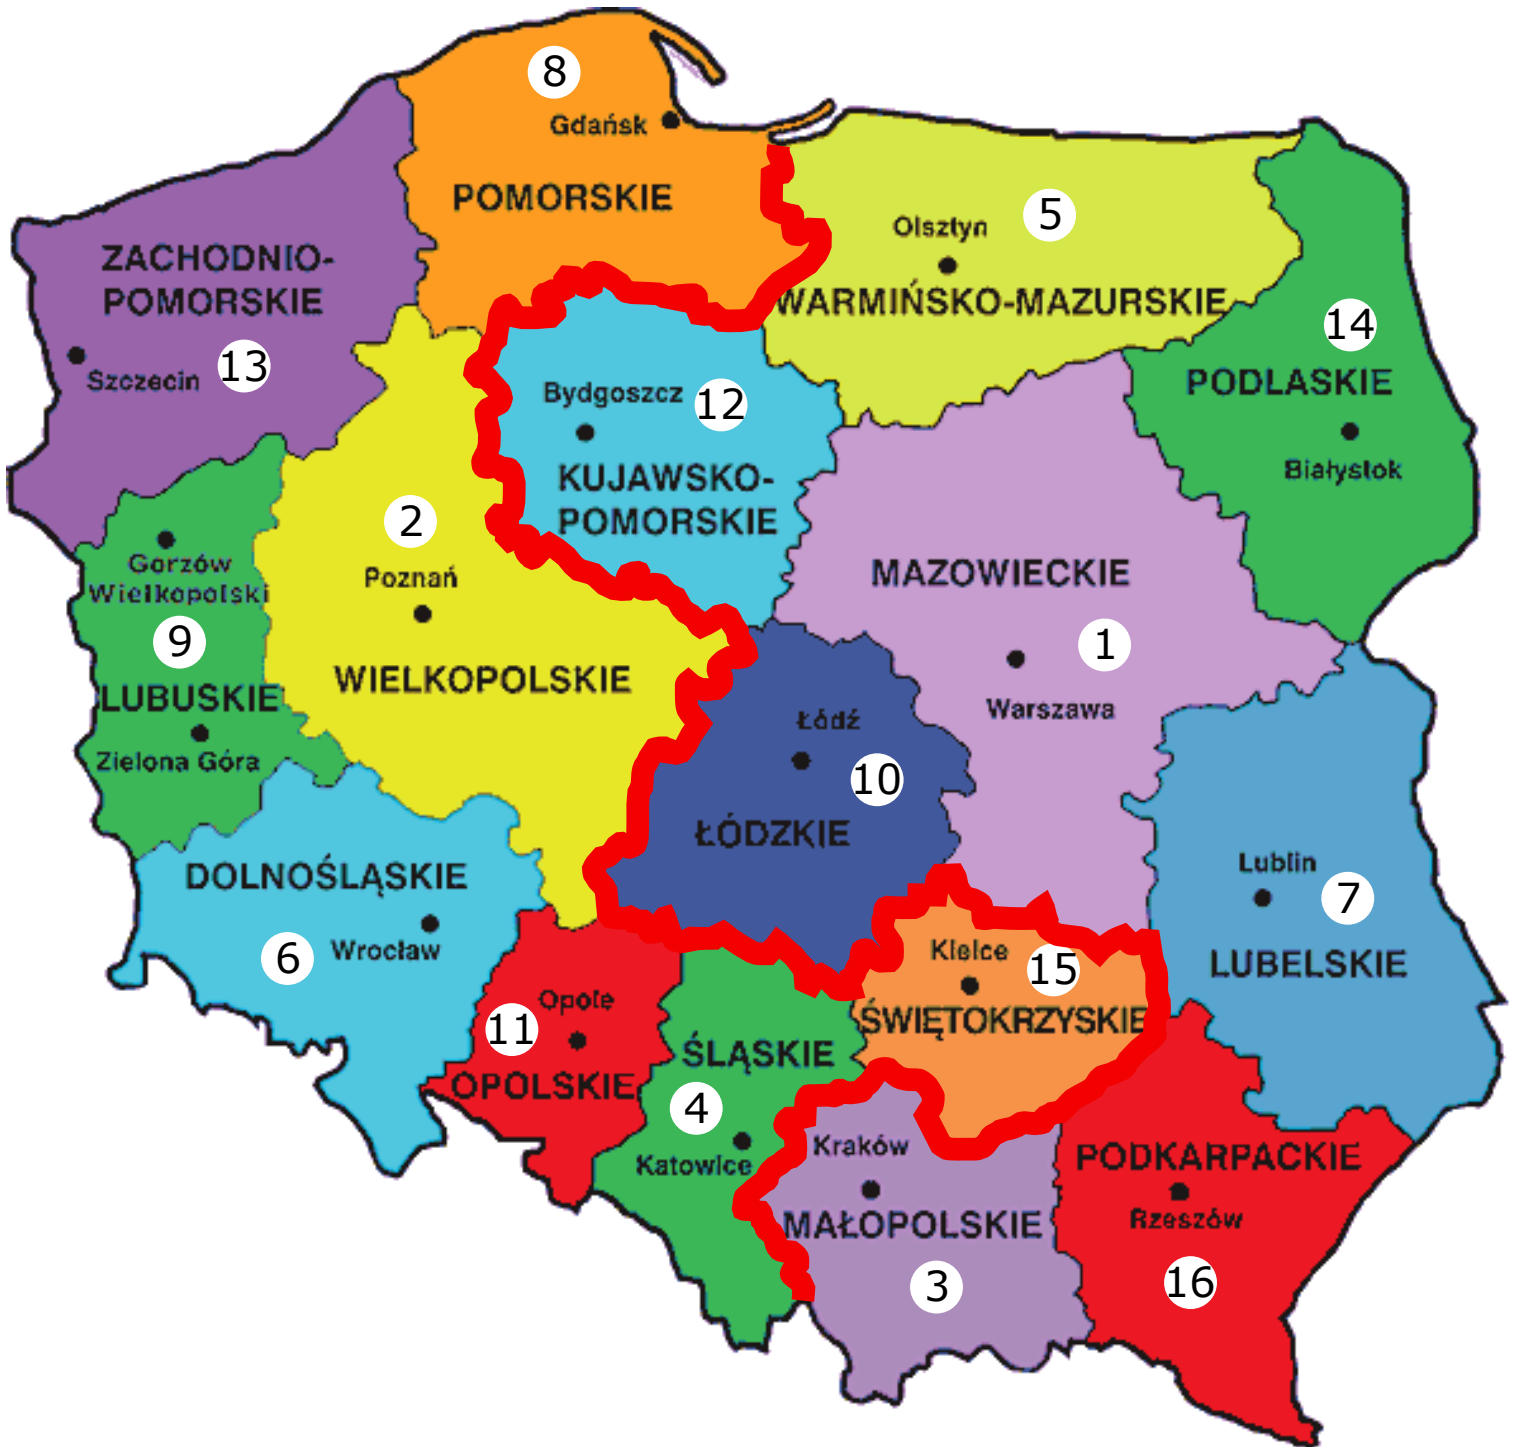 8
Gdańsk
POMORSKIE
ZACHODNIO-
POMORSKIE
Szczecin
13
Olsztyn
5
WARMIŃSKO-MAZURSKIE
14
PODLASKIE
Białystok
Bydgoszcz
12
KUJAWSKO-
POMORSKIE
2
Poznań
WIELKOPOLSKIE
Gorzów
Wielkopolski
9
LUBUSKIE
Zielona Góra
MAZOWIECKIE
1
Warszawa
Łódź
10
ŁÓDZKIE
DOLNOŚLĄSKIE
6
Wrocław
Lublin
7
LUBELSKIE
Kielce
15
ŚWIĘTOKRZYSKIE
Opole
11
OPOLSKIE
ŚLĄSKIE
4
Katowice
Kraków
MAŁOPOLSKIE
3
PODKARPACKIE
Rzeszów
16